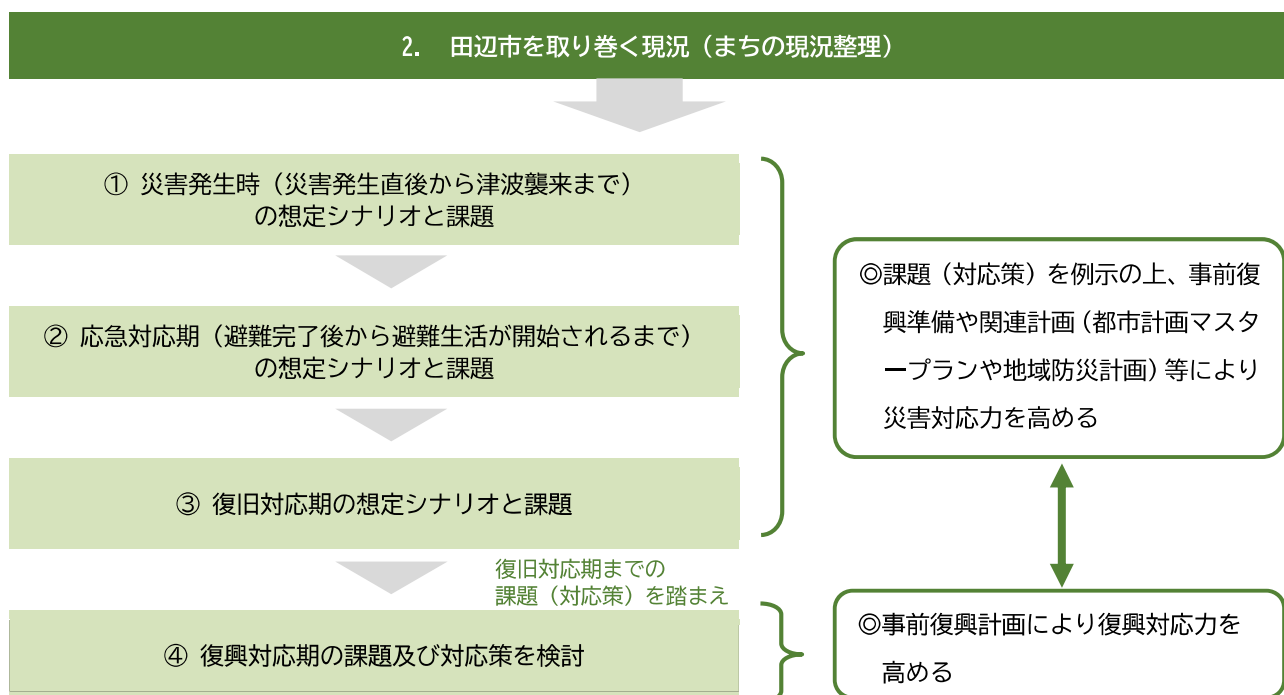 2. 田辺市を取り巻く現況（まちの現況整理）
① 災害発生時（災害発生直後から津波襲来まで）
の想定シナリオと課題
② 応急対応期（避難完了後から避難生活が開始されるまで）
の想定シナリオと課題
③ 復旧対応期の想定シナリオと課題
◎課題（対応策）を例示の上、事前復
興準備や関連計画（都市計画マスタ
ープランや地域防災計画）等により
災害対応力を高める
復旧対応期までの
課題（対応策）を踏まえ
④ 復興対応期の課題及び対応策を検討
◎事前復興計画により復興対応力を
高める